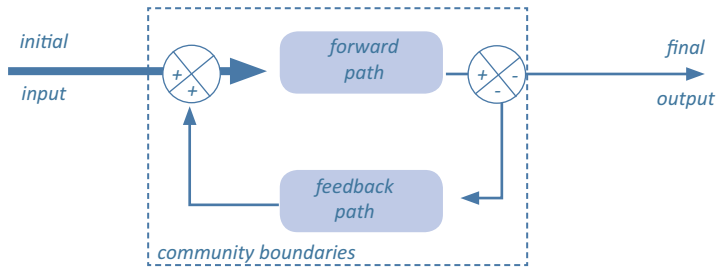 initial
input
+
+
forward
path
+ -
-
final
output
feedback
path
community boundaries